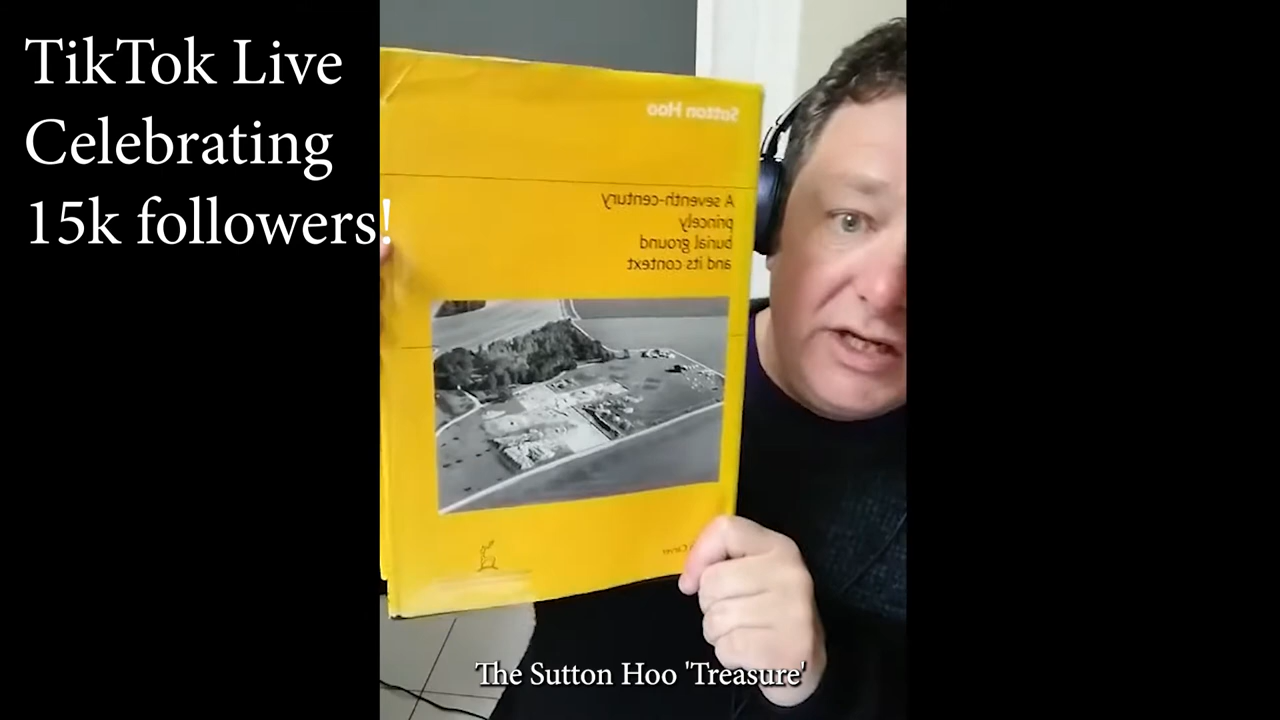 TikTok Live
Celebrating
15k followers!
Sutton Hoo
A seventh-century
princely
burial ground
and its context
Carver
The Sutton Hoo 'Treasure'